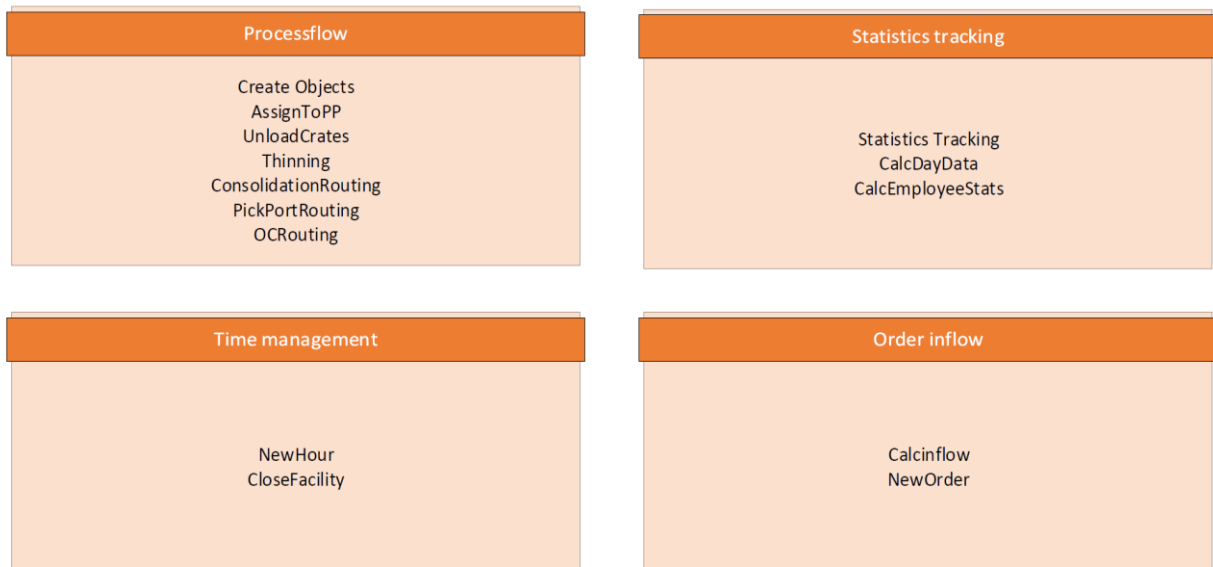 Processflow
Create Objects
AssignToPP
UnloadCrates
Thinning
ConsolidationRouting
PickPortRouting
OCRouting
Statistics tracking
Statistics Tracking
CalcDayData
CalcEmployeeStats
Time management
NewHour
CloseFacility
Order inflow
Calcinflow
NewOrder